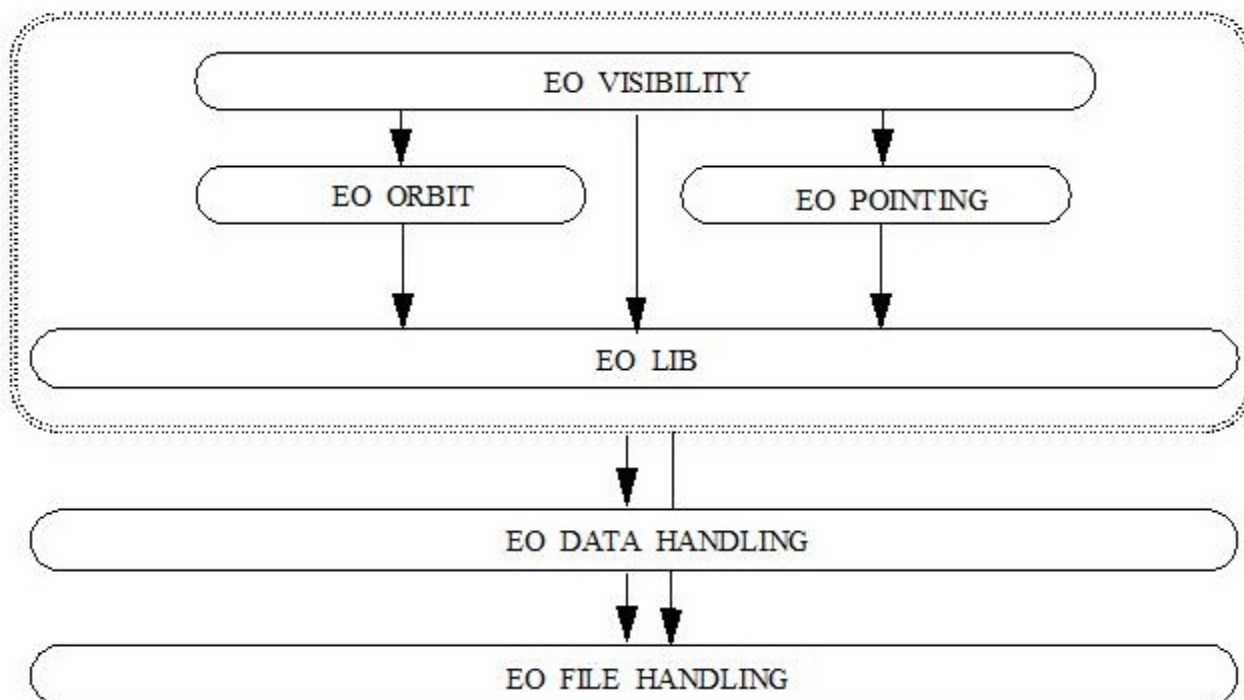 EO VISIBILITY
EO ORBIT
EO POINTING
EO LIB
EO DATA HANDLING
EO FILE HANDLING